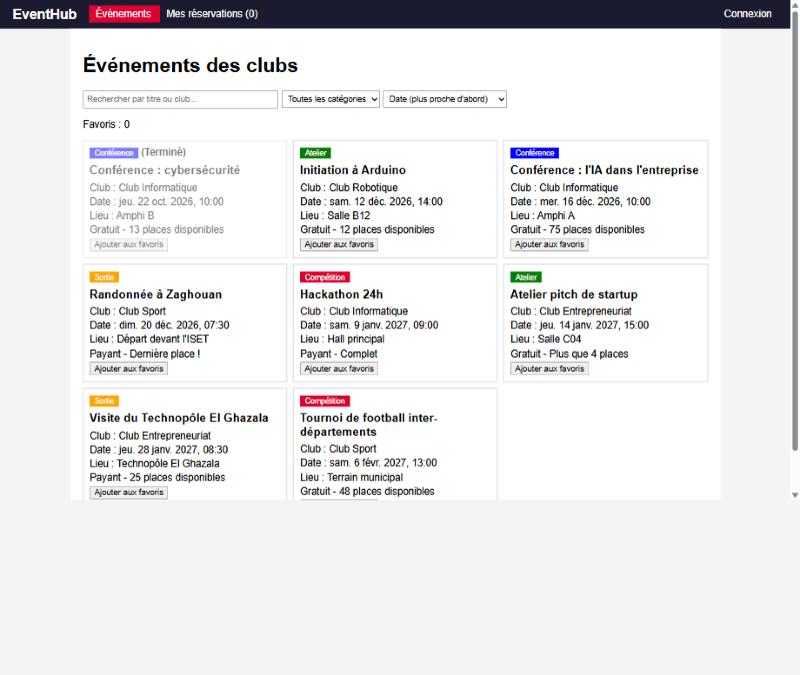 EventHub Évènements Mes réservations (0) Connexion
Événements des clubs
Rechercher par titre ou club... Toutes les catégories Date (plus proche d'abord)
Favoris : 0
Conférence (Terminé)
Conférence : cybersécurité
Club : Club Informatique
Date : jeu. 22 oct. 2026, 10:00
Lieu : Amphi B
Gratuit - 13 places disponibles
Ajouter aux favoris
Atelier
Initiation à Arduino
Club : Club Robotique
Date : sam. 12 déc. 2026, 14:00
Lieu : Salle B12
Gratuit - 12 places disponibles
Ajouter aux favoris
Conférence
Conférence : l'IA dans l'entreprise
Club : Club Informatique
Date : mer. 16 déc. 2026, 10:00
Lieu : Amphi A
Gratuit - 75 places disponibles
Ajouter aux favoris
Sortie
Randonnée à Zaghouan
Club : Club Sport
Date : dim. 20 déc. 2026, 07:30
Lieu : Départ devant l'ISET
Payant - Dernière place !
Ajouter aux favoris
Compétition
Hackathon 24h
Club : Club Informatique
Date : sam. 9 janv. 2027, 09:00
Lieu : Hall principal
Payant - Complet
Ajouter aux favoris
Atelier
Atelier pitch de startup
Club : Club Entrepreneuriat
Date : jeu. 14 janv. 2027, 15:00
Lieu : Salle C04
Gratuit - Plus que 4 places
Ajouter aux favoris
Sortie
Visite du Technopôle El Ghazala
Club : Club Entrepreneuriat
Date : jeu. 28 janv. 2027, 08:30
Lieu : Technopôle El Ghazala
Payant - 25 places disponibles
Ajouter aux favoris
Compétition
Tournoi de football inter-
départements
Club : Club Sport
Date : sam. 6 févr. 2027, 13:00
Lieu : Terrain municipal
Gratuit - 48 places disponibles